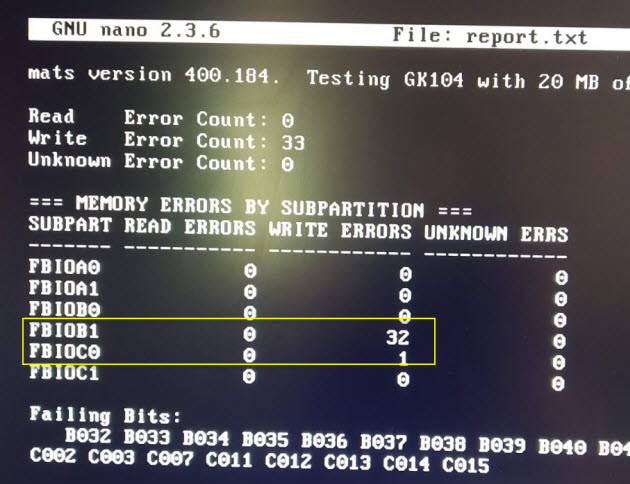 GNU nano 2.3.6 File: report.txt
mats version 400.184. Testing GK104 with 20 MB of
Read Error Count: 0
Write Error Count: 33
Unknown Error Count: 0
=== MEMORY ERRORS BY SUBPARTITION ===
SUBPART READ ERRORS WRITE ERRORS UNKNOWN ERRS
------- ----------- ------------ ------------
FBIOA0 0 0 0
FBIOA1 0 0 0
FBIOB0 0 0 0
FBIOB1 0 32 0
FBIOC0 0 1 0
FBIOC1 0 0 0
Failing Bits:
B032 B033 B034 B035 B036 B037 B038 B039 B040 B04
C002 C003 C007 C011 C012 C013 C014 C015